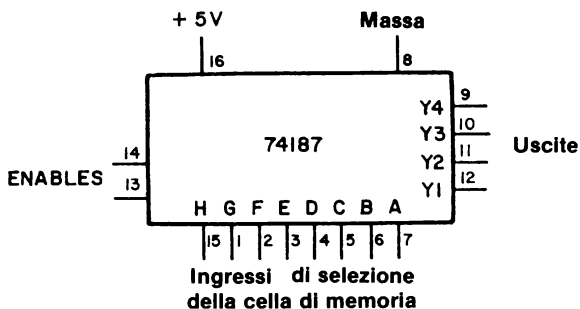 + 5V
Massa
16
8
Y4
9
Y3
10
74187
Uscite
14
Y2
11
ENABLES
13
Y1
12
H G F E D C B A
15 1 2 3 4 5 6 7
Ingressi di selezione
della cella di memoria